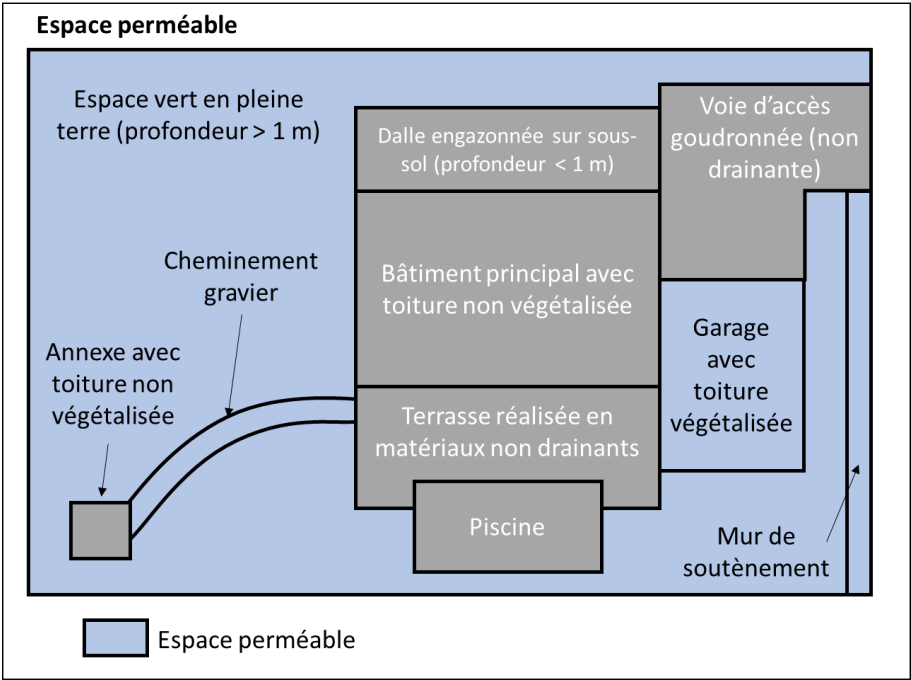 Espace perméable
Espace vert en pleine
terre (profondeur > 1 m)
Dalle engazonnée sur sous-
sol (profondeur < 1 m)
Voie d’accès
goudronnée (non
drainante)
Cheminement
gravier
Bâtiment principal avec
toiture non végétalisée
Garage
avec
toiture
végétalisée
Annexe avec
toiture non
végétalisée
Terrasse réalisée en
matériaux non drainants
Piscine
Mur de
soutènement
Espace perméable